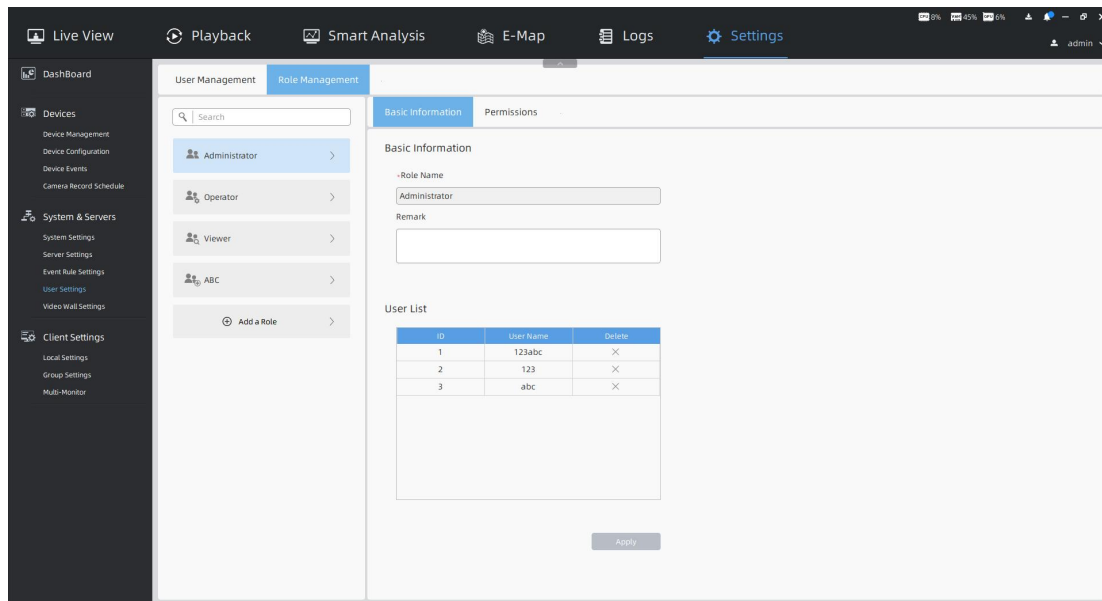 CPU 8% RAM 45% GPU 6%
Live View Playback Smart Analysis E-Map Logs Settings
admin
DashBoard
Devices
Device Management
Device Configuration
Device Events
Camera Record Schedule
System & Servers
System Settings
Server Settings
Event Rule Settings
User Settings
Video Wall Settings
Client Settings
Local Settings
Group Settings
Multi-Monitor
User Management Role Management
Search
Administrator
Operator
Viewer
ABC
Add a Role
Basic Information Permissions
Basic Information
*Role Name
Administrator
Remark
User List
ID User Name Delete
1 123abc
2 123
3 abc
Apply